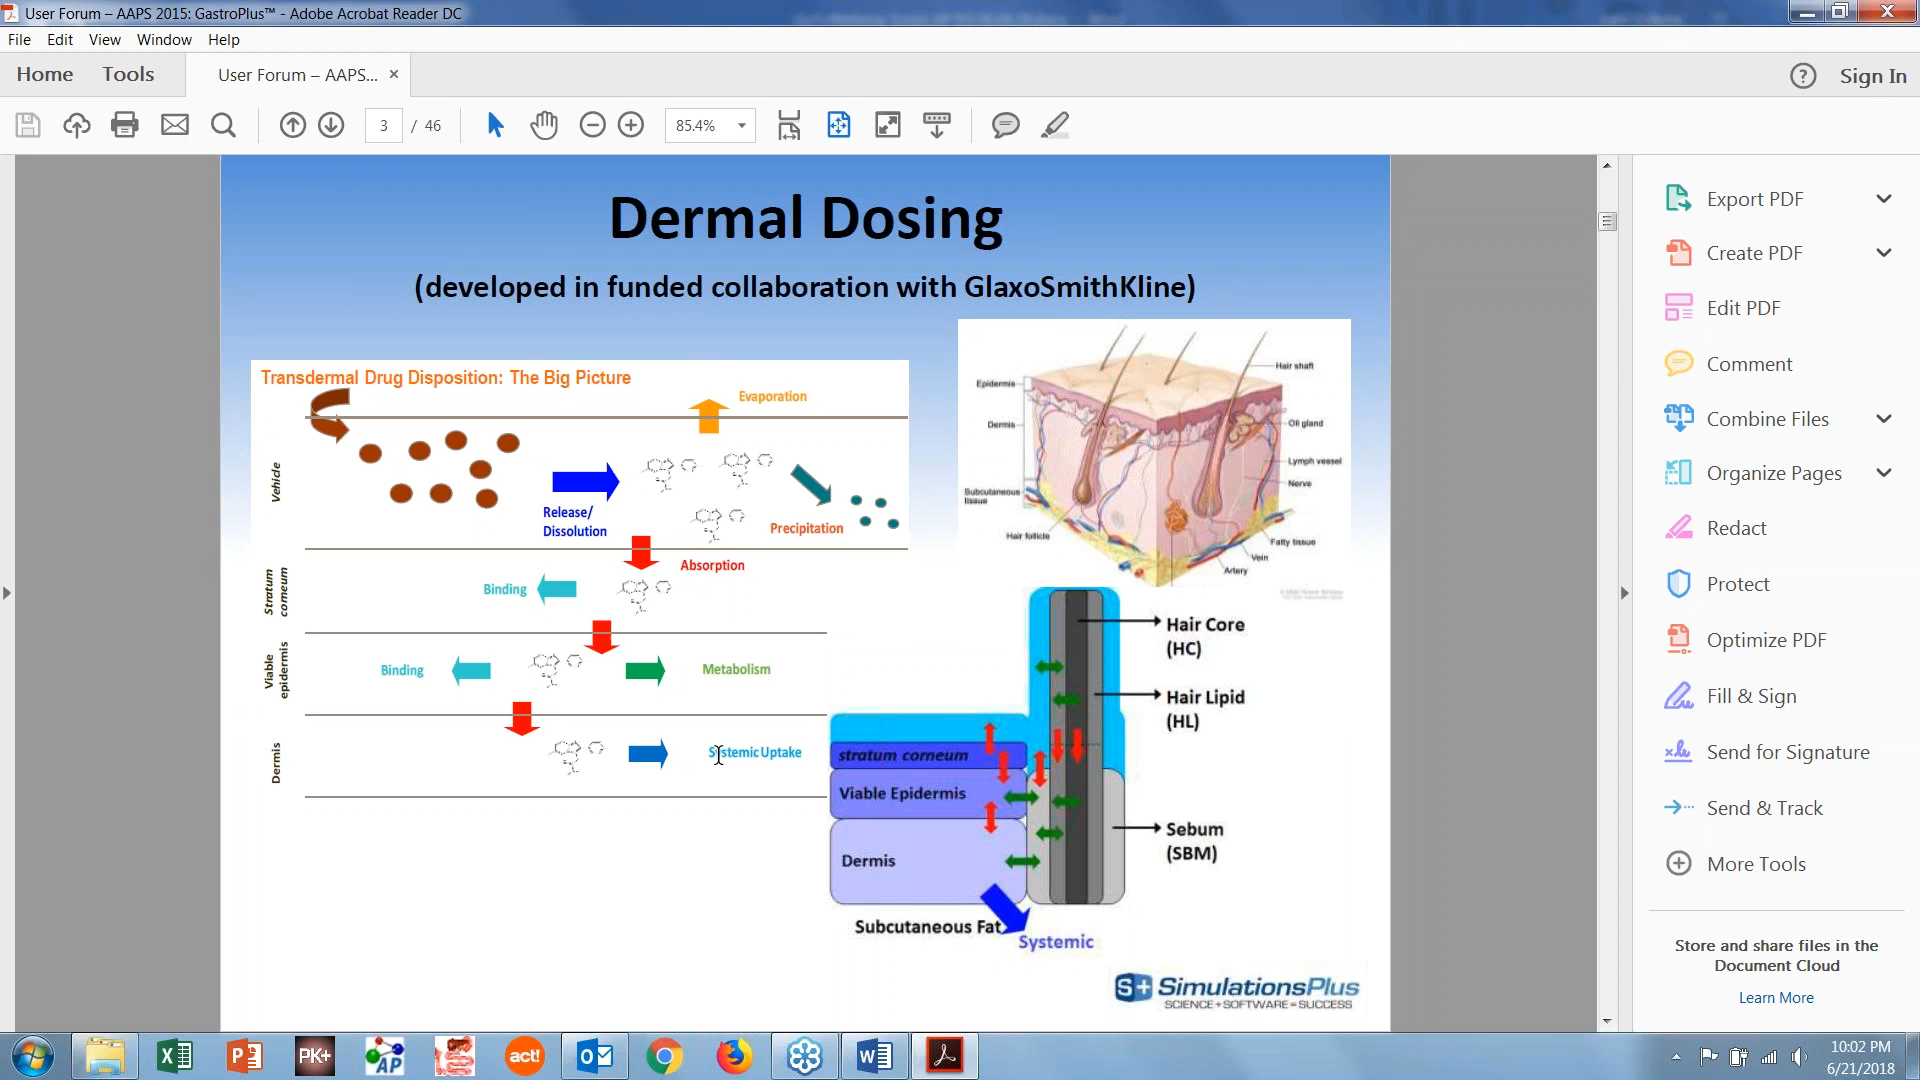 User Forum – AAPS 2015: GastroPlus™ - Adobe Acrobat Reader DC
File Edit View Window Help
Home Tools User Forum – AAPS... × Sign In
3 / 46 85.4%
Dermal Dosing
(developed in funded collaboration with GlaxoSmithKline)
Transdermal Drug Disposition: The Big Picture
Evaporation
Vehicle
Release/
Dissolution
Precipitation
Absorption
Stratum
corneum
Binding
Viable
epidermis
Binding
Metabolism
Dermis
Systemic Uptake
Hair shaft
Epidermis
Dermis
Oil gland
Lymph vessel
Nerve
Subcutaneous
tissue
Hair follicle
Fatty tissue
Vein
Artery
Hair Core
(HC)
Hair Lipid
(HL)
stratum corneum
Viable Epidermis
Dermis
Sebum
(SBM)
Subcutaneous Fat
Systemic
S+ SimulationsPlus
SCIENCE + SOFTWARE = SUCCESS
Export PDF
Create PDF
Edit PDF
Comment
Combine Files
Organize Pages
Redact
Protect
Optimize PDF
Fill & Sign
Send for Signature
Send & Track
More Tools
Store and share files in the
Document Cloud
Learn More
PK+ AP act!
10:02 PM
6/21/2018